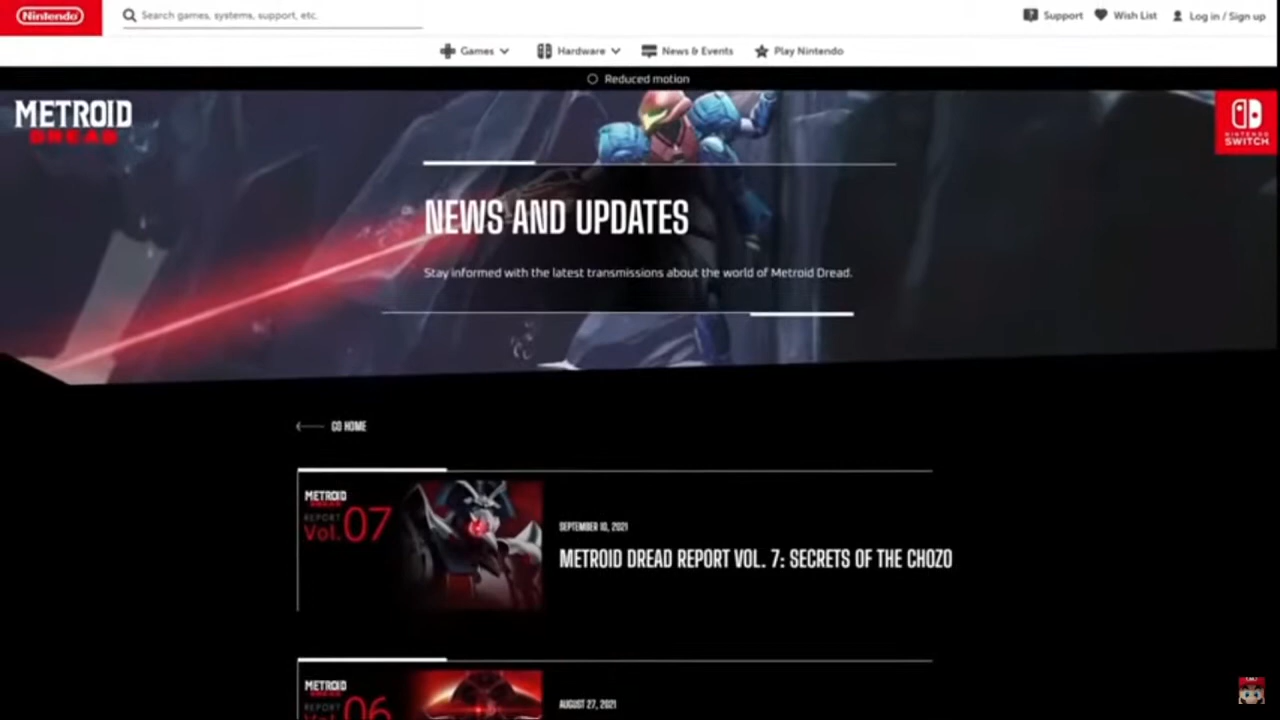 Nintendo
Search games, systems, support, etc.
Support
Wish List
Log in / Sign up
Games
Hardware
News & Events
Play Nintendo
Reduced motion
METROID
DREAD
NINTENDO
SWITCH
NEWS AND UPDATES
Stay informed with the latest transmissions about the world of Metroid Dread.
GO HOME
METROID
DREAD
REPORT
Vol.07
SEPTEMBER 10, 2021
METROID DREAD REPORT VOL. 7: SECRETS OF THE CHOZO
METROID
DREAD
REPORT
Vol.06
AUGUST 27, 2021